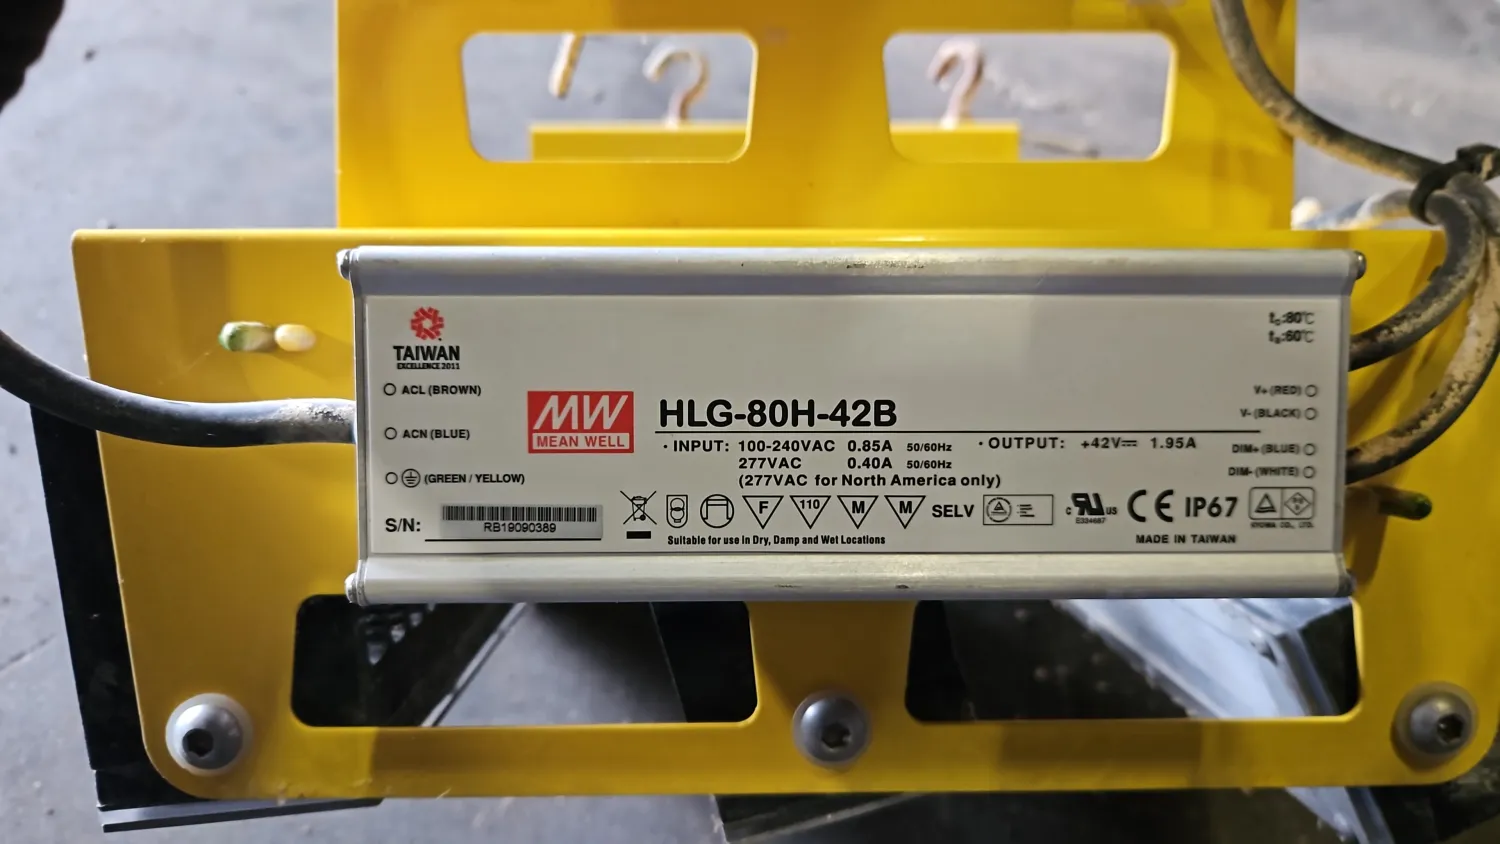 TAIWAN
EXCELLENCE 2011
ACL (BROWN)
ACN (BLUE)
(GREEN / YELLOW)
S/N:
RB19090389
MW
MEAN WELL
HLG-80H-42B
· INPUT: 100-240VAC 0.85A 50/60Hz
277VAC 0.40A 50/60Hz
(277VAC for North America only)
· OUTPUT: +42V⎓ 1.95A
tc:80℃
ta:60℃
V+ (RED)
V- (BLACK)
DIM+ (BLUE)
DIM- (WHITE)
F
110
M
M
SELV
c RU us
E334687
CE
IP67
Suitable for use in Dry, Damp and Wet Locations
MADE IN TAIWAN